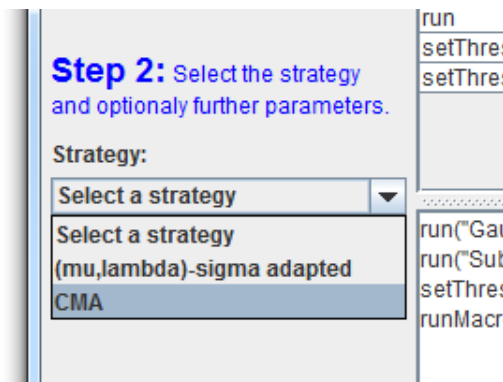 Step 2: Select the strategy
and optionaly further parameters.
Strategy:
Select a strategy
Select a strategy
(mu,lambda)-sigma adapted
CMA
run
setThres
setThres
run("Gau
run("Sub
setThres
runMacr